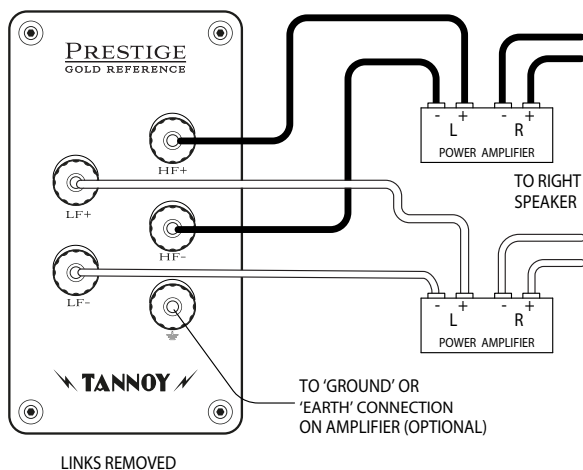 PRESTIGE
GOLD REFERENCE
HF+
LF+
HF-
LF-
TANNOY
LINKS REMOVED
- +
L
- +
R
POWER AMPLIFIER
TO RIGHT
SPEAKER
- +
L
- +
R
POWER AMPLIFIER
TO ‘GROUND’ OR
‘EARTH’ CONNECTION
ON AMPLIFIER (OPTIONAL)